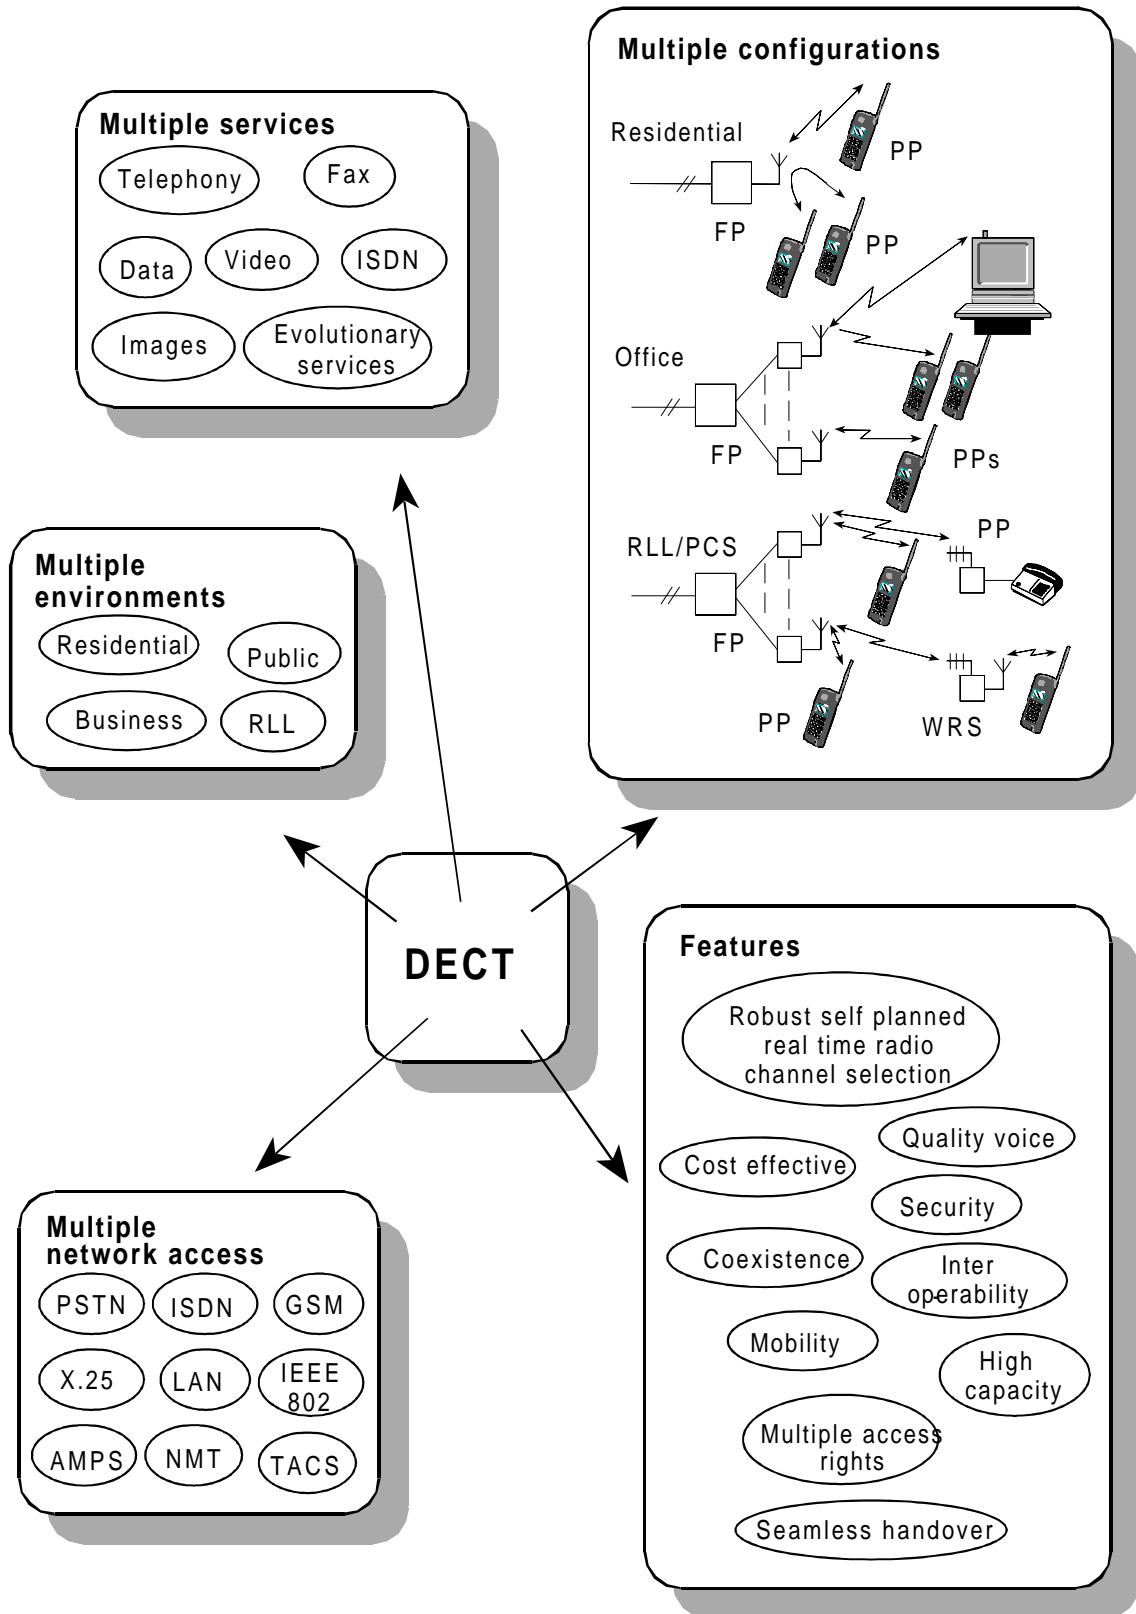 Multiple configurations
Residential
PP
FP
PP
Office
FP
PPs
RLL/PCS
PP
FP
PP
WRS
Multiple services
Telephony
Fax
Data
Video
ISDN
Images
Evolutionary
services
Multiple
environments
Residential
Public
Business
RLL
DECT
Features
Robust self planned
real time radio
channel selection
Quality voice
Cost effective
Security
Coexistence
Inter
operability
Mobility
High
capacity
Multiple access
rights
Seamless handover
Multiple
network access
PSTN
ISDN
GSM
X.25
LAN
IEEE
802
AMPS
NMT
TACS